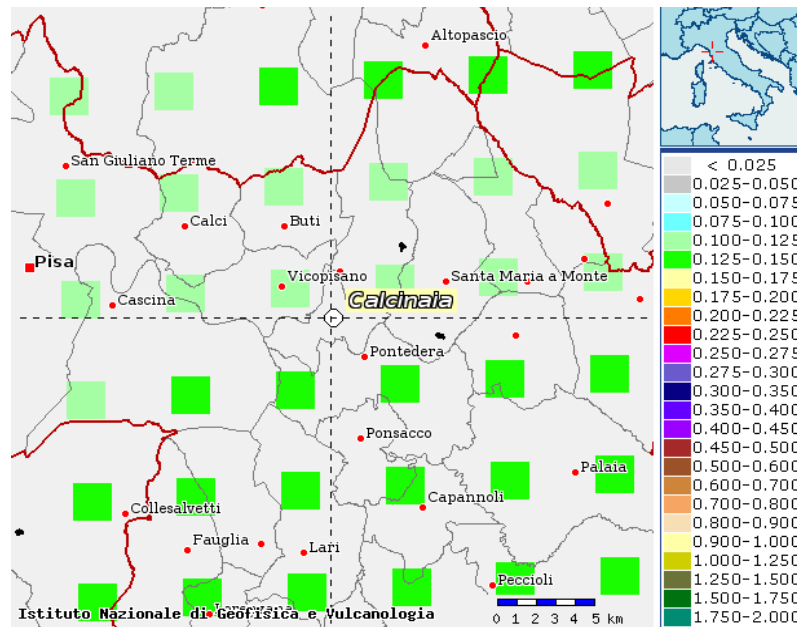 Altopascio
San Giuliano Terme
Calci
Buti
Pisa
Vicopisano
Santa Maria a Monte
Cascina
Calcinaia
Pontedera
Ponsacco
Palaia
Collesalvetti
Capannoli
Fauglia
Lari
Peccioli
Istituto Nazionale di Geofisica e Vulcanologia
0 1 2 3 4 5 km
< 0.025
0.025-0.050
0.050-0.075
0.075-0.100
0.100-0.125
0.125-0.150
0.150-0.175
0.175-0.200
0.200-0.225
0.225-0.250
0.250-0.275
0.275-0.300
0.300-0.350
0.350-0.400
0.400-0.450
0.450-0.500
0.500-0.600
0.600-0.700
0.700-0.800
0.800-0.900
0.900-1.000
1.000-1.250
1.250-1.500
1.500-1.750
1.750-2.000